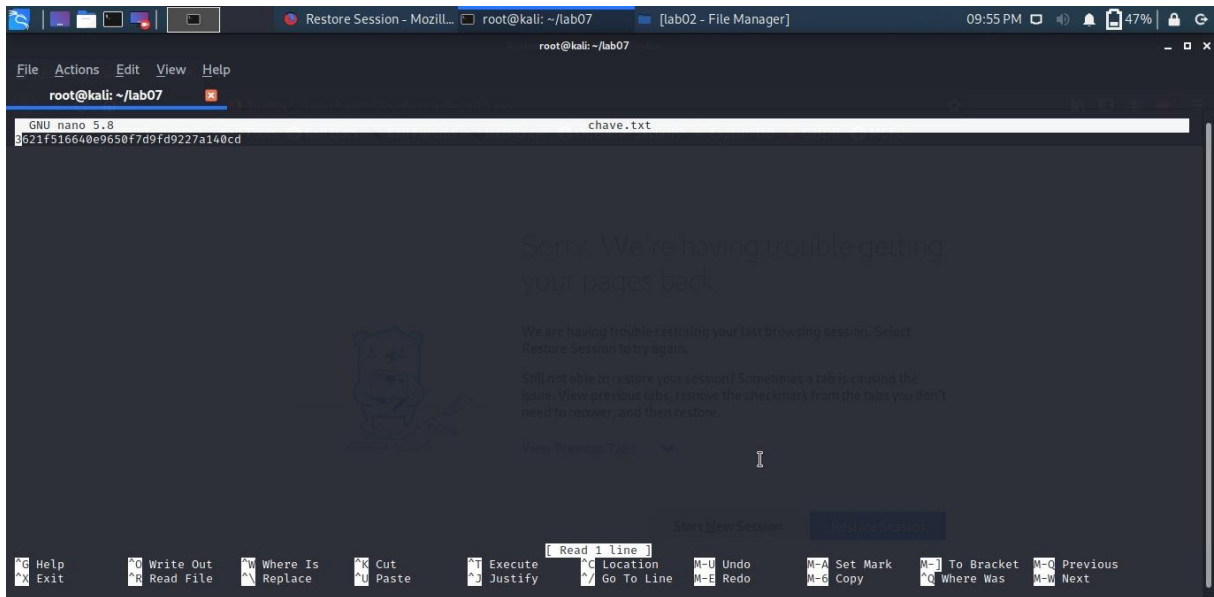 Restore Session - Mozill... root@kali: ~/lab07 [lab02 - File Manager] 09:55 PM 47%
root@kali: ~/lab07
File Actions Edit View Help
root@kali: ~/lab07
GNU nano 5.8 chave.txt
3621f516640e9650f7d9fd9227a140cd
Sorry. We're having trouble getting
your pages back.
We are having trouble restoring your last browsing session. Select
Restore Session to try again.
Still not able to restore your session? Sometimes a tab is causing the
issue. View previous tabs, remove the checkmark from the tabs you don't
need to recover, and then restore.
View Previous Tabs
Start New Session Restore Session
[ Read 1 line ]
^G Help ^O Write Out ^W Where Is ^K Cut ^T Execute ^C Location M-U Undo M-A Set Mark M-] To Bracket M-Q Previous
^X Exit ^R Read File ^\ Replace ^U Paste ^J Justify ^/ Go To Line M-E Redo M-6 Copy ^Q Where Was M-W Next